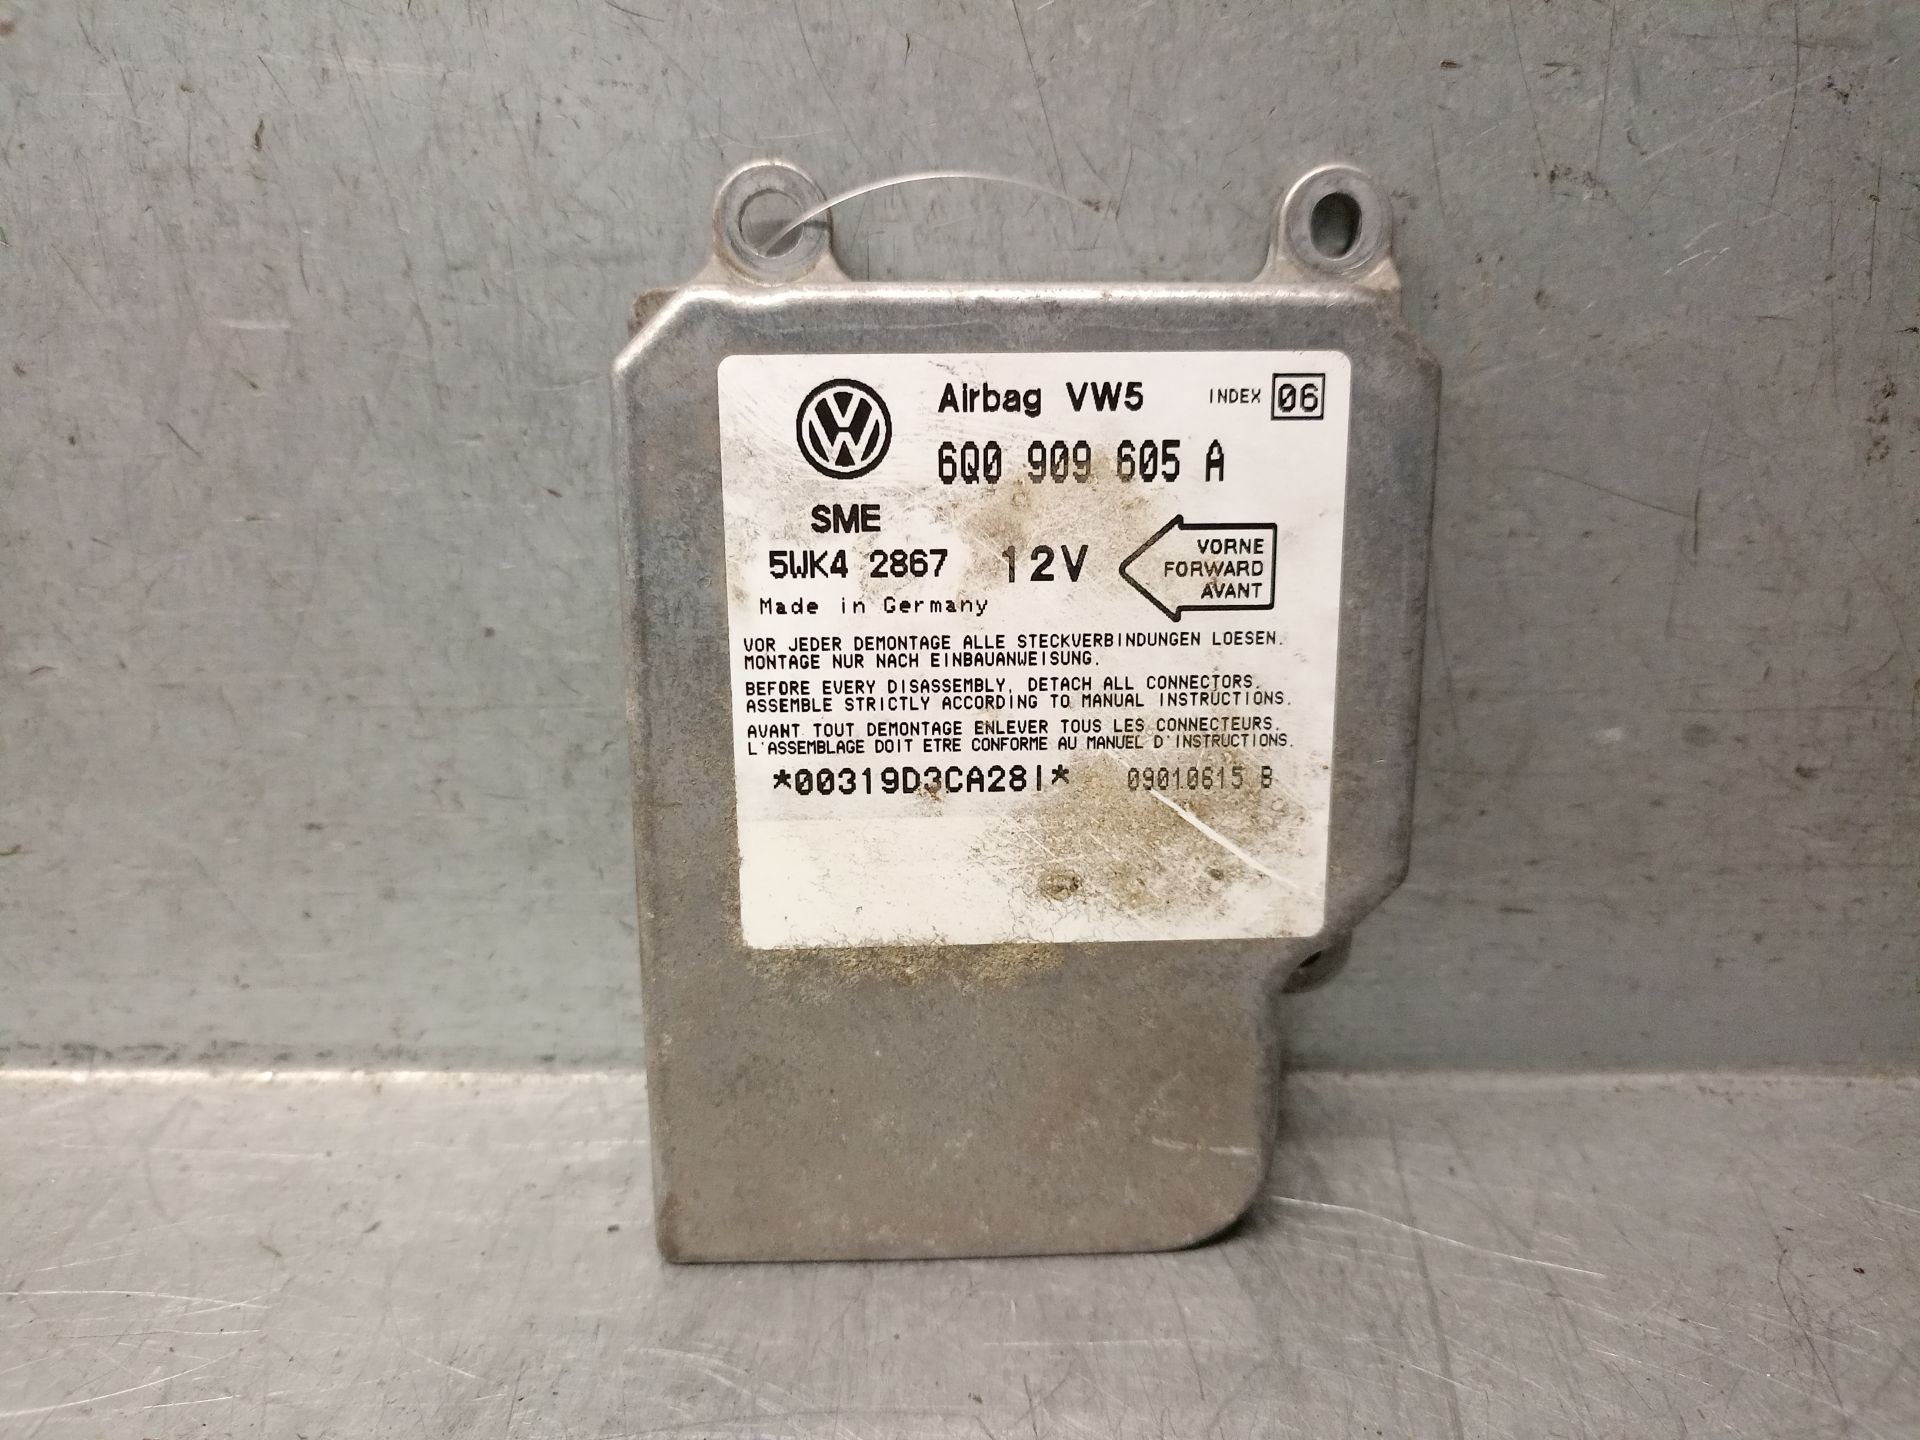 Airbag VW5 INDEX 06
6Q0 909 605 A
SME
5WK4 2867 12V
VORNE
FORWARD
AVANT
Made in Germany
VOR JEDER DEMONTAGE ALLE STECKVERBINDUNGEN LOESEN.
MONTAGE NUR NACH EINBAUANWEISUNG.
BEFORE EVERY DISASSEMBLY, DETACH ALL CONNECTORS.
ASSEMBLE STRICTLY ACCORDING TO MANUAL INSTRUCTIONS.
AVANT TOUT DEMONTAGE ENLEVER TOUS LES CONNECTEURS.
L'ASSEMBLAGE DOIT ETRE CONFORME AU MANUEL D'INSTRUCTIONS.
*00319D3CA28I* 09010615 B